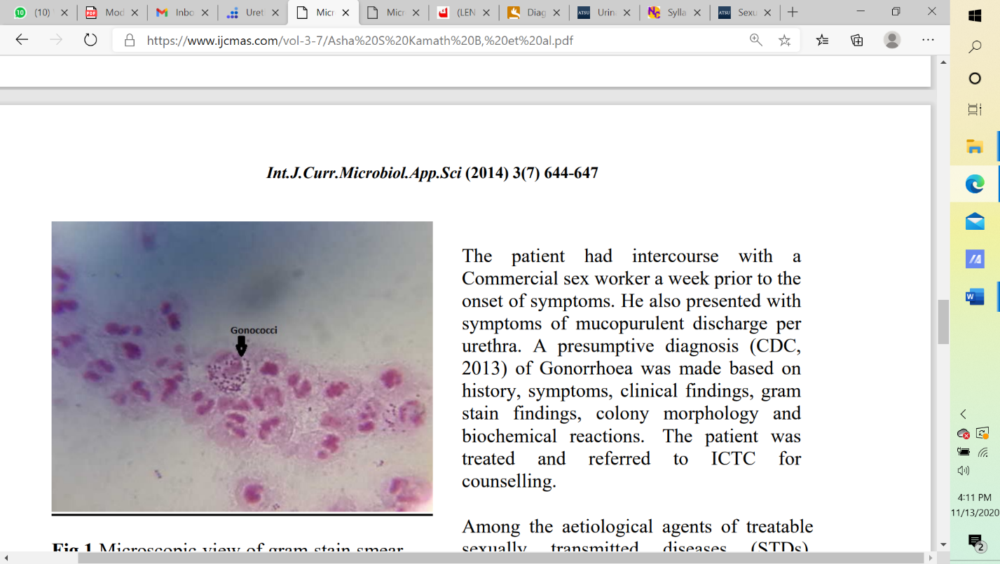 (10)
Mod
Inbo
Uret
Micr
Micr
(LEN
Diag
Urin
Sylla
Sexu
https://www.ijcmas.com/vol-3-7/Asha%20S%20Kamath%20B,%20et%20al.pdf
Int.J.Curr.Microbiol.App.Sci (2014) 3(7) 644-647
Gonococci
The patient had intercourse with a
Commercial sex worker a week prior to the
onset of symptoms. He also presented with
symptoms of mucopurulent discharge per
urethra. A presumptive diagnosis (CDC,
2013) of Gonorrhoea was made based on
history, symptoms, clinical findings, gram
stain findings, colony morphology and
biochemical reactions. The patient was
treated and referred to ICTC for
counselling.
Among the aetiological agents of treatable
sexually transmitted diseases (STDs)
Fig 1 Microscopic view of gram stain smear
4:11 PM
11/13/2020
2